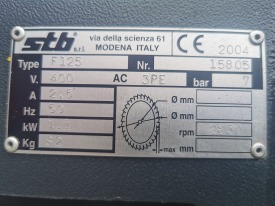 stb s.r.l. via della scienza 61
MODENA ITALY CE 2004
Type F125 Nr. 15805
V. 400 AC 3PE bar 7
A 2,5 Ø mm
Hz 50 Ø mm
kW rpm
Kg max mm